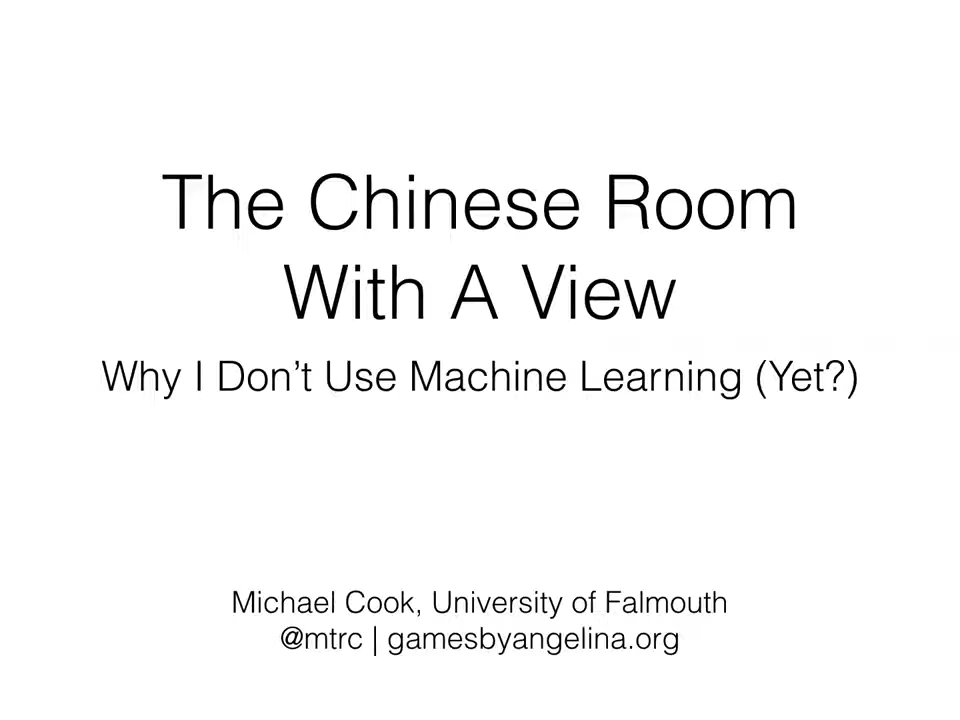 The Chinese Room
With A View
Why I Don’t Use Machine Learning (Yet?)
Michael Cook, University of Falmouth
@mtrc | gamesbyangelina.org